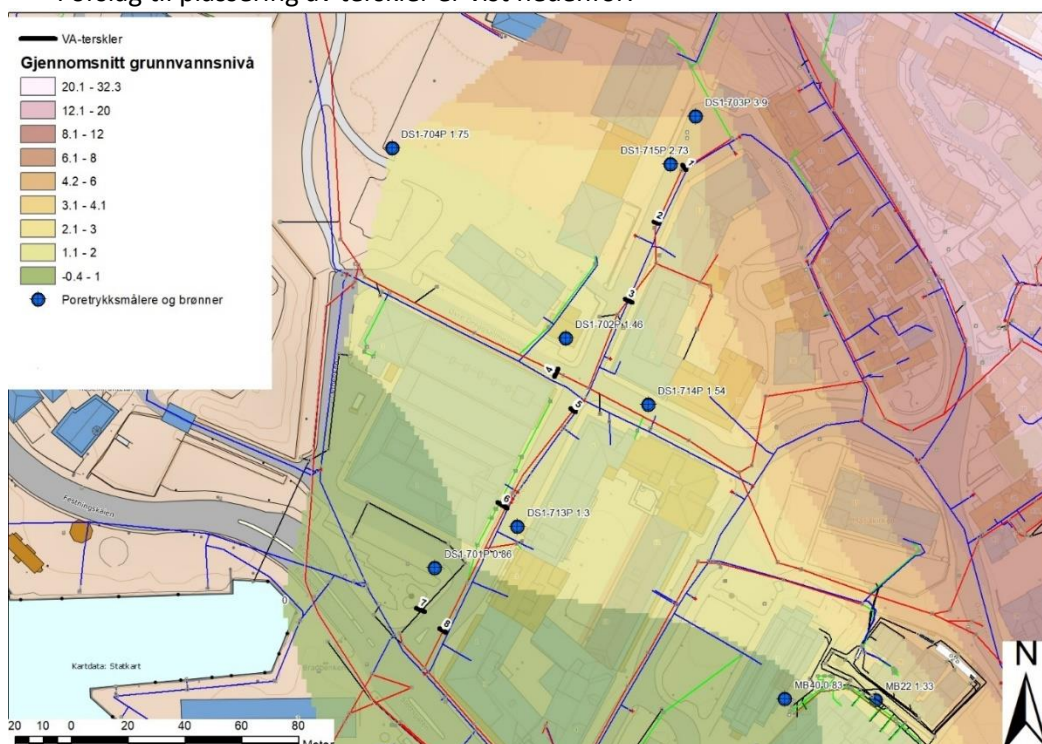 Forslag til plassering av terskler er vist nedenfor:
VA-terskler
Gjennomsnitt grunnvannsnivå
20.1 - 32.3
12.1 - 20
8.1 - 12
6.1 - 8
4.2 - 6
3.1 - 4.1
2.1 - 3
1.1 - 2
-0.4 - 1
Poretrykksmålere og brønner
DS1-703P 3.9
DS1-704P 1.75
DS1-715P 2.73
1
2
3
DS1-702P 1.46
4
DS1-714P 1.54
5
6
DS1-713P 1.3
DS1-701P 0.86
7
8
Festningskaien
0
Kartdata: Statkart
MB40 0.83
MB22 1.33
N
20 10 0 20 40 60 80
Meter